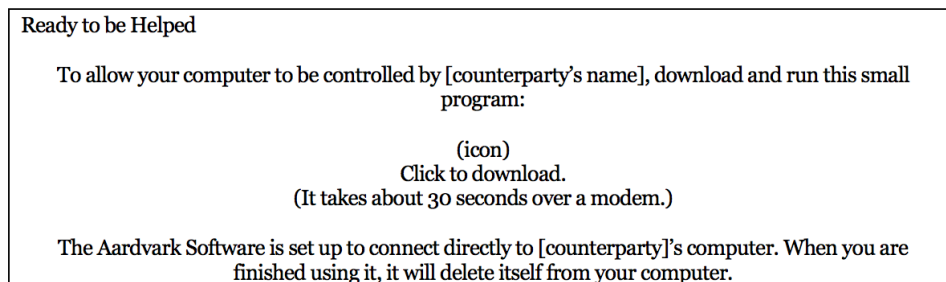 Ready to be Helped
To allow your computer to be controlled by [counterparty’s name], download and run this small
program:
(icon)
Click to download.
(It takes about 30 seconds over a modem.)
The Aardvark Software is set up to connect directly to [counterparty]’s computer. When you are
finished using it, it will delete itself from your computer.